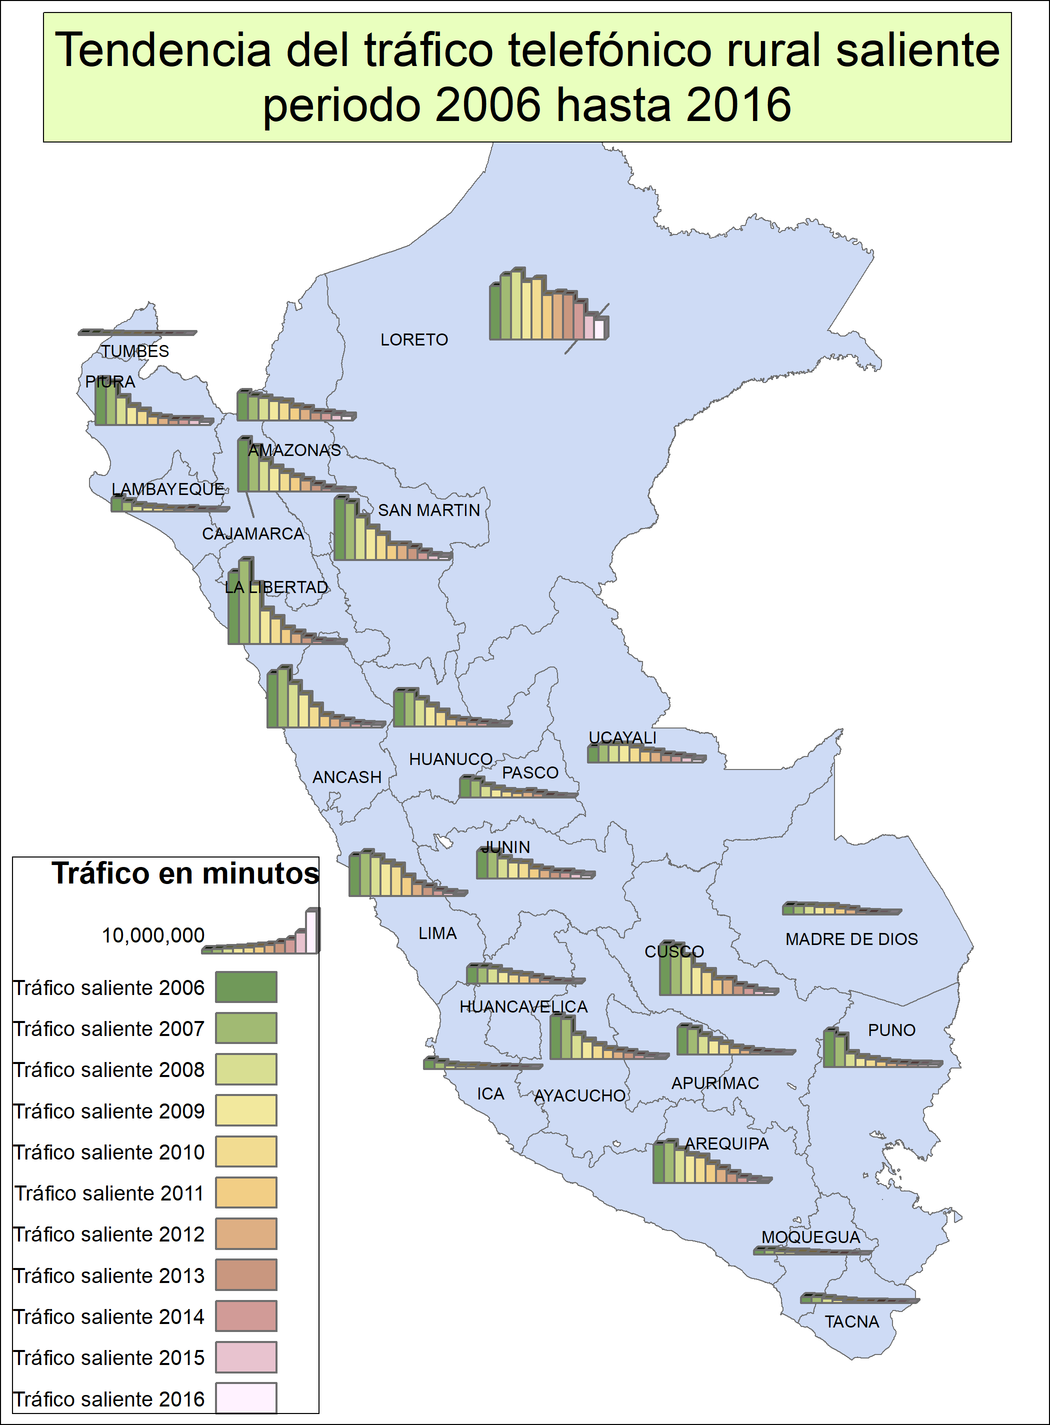 Tendencia del tráfico telefónico rural saliente
periodo 2006 hasta 2016
LORETO
TUMBES
PIURA
AMAZONAS
LAMBAYEQUE
SAN MARTIN
CAJAMARCA
LA LIBERTAD
UCAYALI
HUANUCO
PASCO
ANCASH
JUNIN
LIMA
MADRE DE DIOS
CUSCO
HUANCAVELICA
PUNO
APURIMAC
ICA
AYACUCHO
AREQUIPA
MOQUEGUA
TACNA
Tráfico en minutos
10,000,000
Tráfico saliente 2006
Tráfico saliente 2007
Tráfico saliente 2008
Tráfico saliente 2009
Tráfico saliente 2010
Tráfico saliente 2011
Tráfico saliente 2012
Tráfico saliente 2013
Tráfico saliente 2014
Tráfico saliente 2015
Tráfico saliente 2016